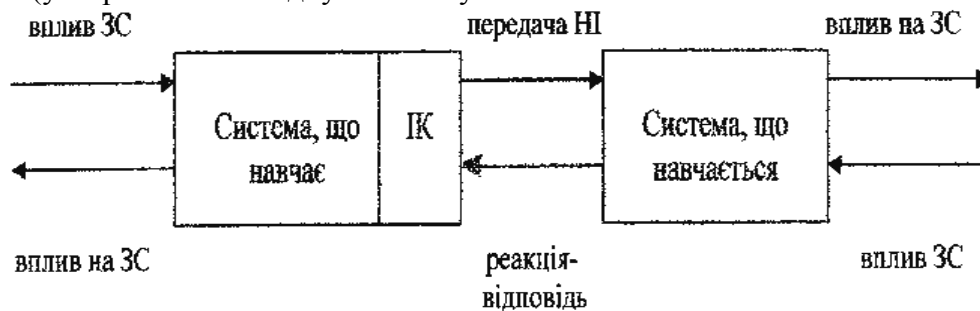 вплив ЗС
передача НІ
вплив на ЗС
Система, що
навчає
ІК
Система, що
навчається
вплив на ЗС
реакція-
відповідь
вплив ЗС